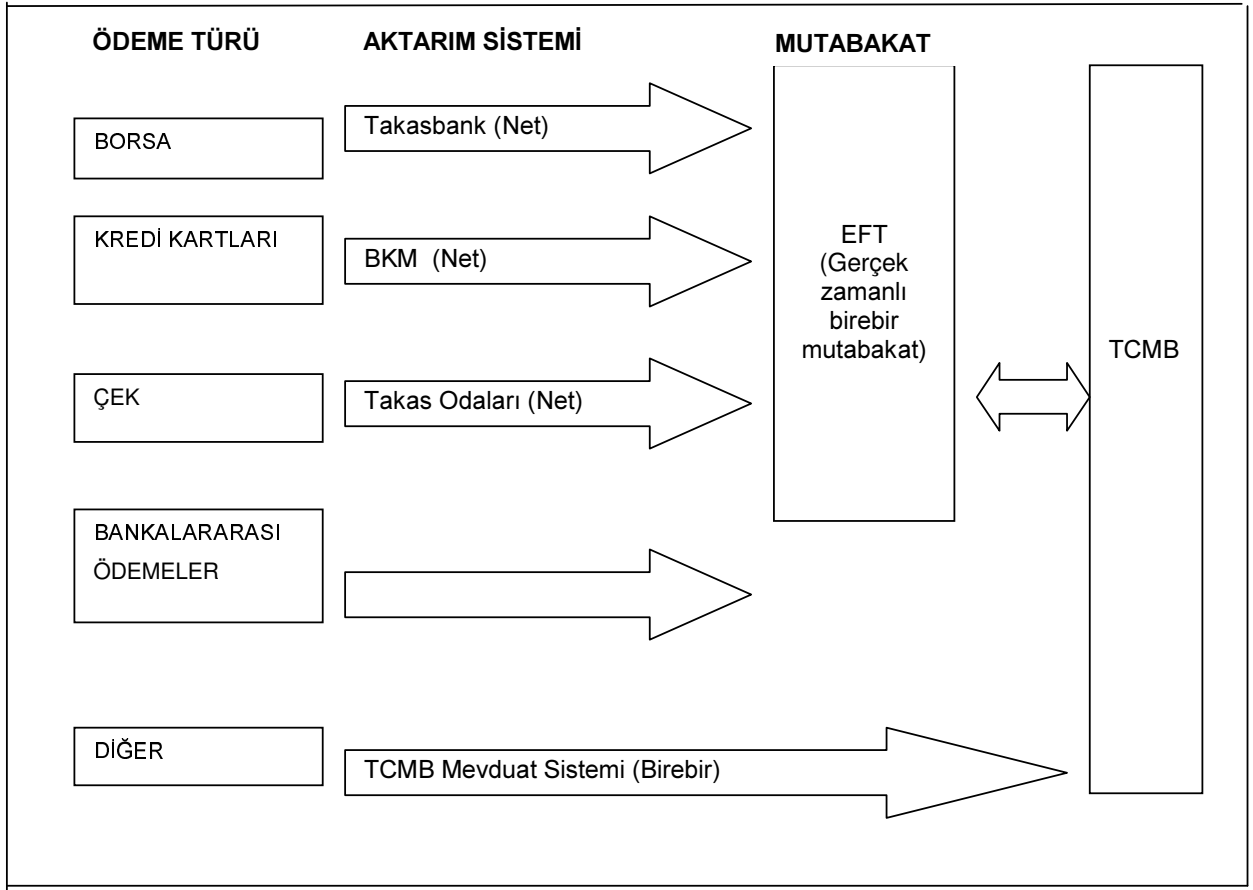 ÖDEME TÜRÜ
AKTARIM SİSTEMİ
MUTABAKAT
BORSA
Takasbank (Net)
KREDİ KARTLARI
BKM (Net)
EFT
(Gerçek
zamanlı
birebir
mutabakat)
TCMB
ÇEK
Takas Odaları (Net)
BANKALARARASI
ÖDEMELER
DİĞER
TCMB Mevduat Sistemi (Birebir)